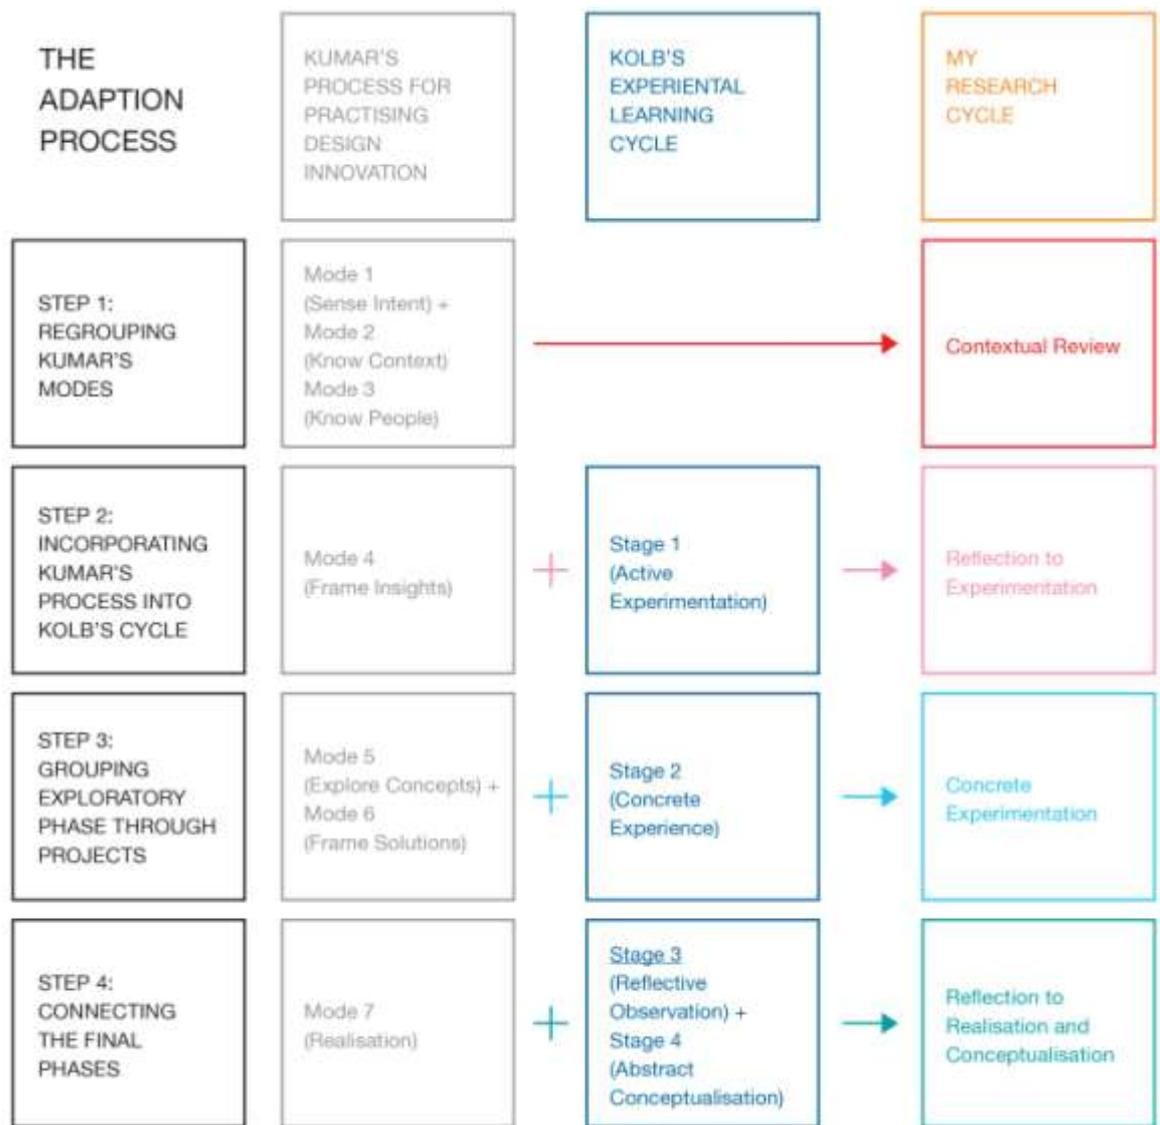 THE
ADAPTION
PROCESS
KUMAR'S
PROCESS FOR
PRACTISING
DESIGN
INNOVATION
KOLB'S
EXPERIENTAL
LEARNING
CYCLE
MY
RESEARCH
CYCLE
STEP 1:
REGROUPING
KUMAR'S
MODES
Mode 1
(Sense Intent) +
Mode 2
(Know Context)
Mode 3
(Know People)
Contextual Review
STEP 2:
INCORPORATING
KUMAR'S
PROCESS INTO
KOLB'S CYCLE
Mode 4
(Frame Insights)
+
Stage 1
(Active
Experimentation)
Reflection to
Experimentation
STEP 3:
GROUPING
EXPLORATORY
PHASE THROUGH
PROJECTS
Mode 5
(Explore Concepts) +
Mode 6
(Frame Solutions)
+
Stage 2
(Concrete
Experience)
Concrete
Experimentation
STEP 4:
CONNECTING
THE FINAL
PHASES
Mode 7
(Realisation)
+
Stage 3
(Reflective
Observation) +
Stage 4
(Abstract
Conceptualisation)
Reflection to
Realisation and
Conceptualisation